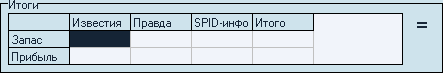 Итоги
Известия Правда SPID-инфо Итого
Запас
Прибыль
=